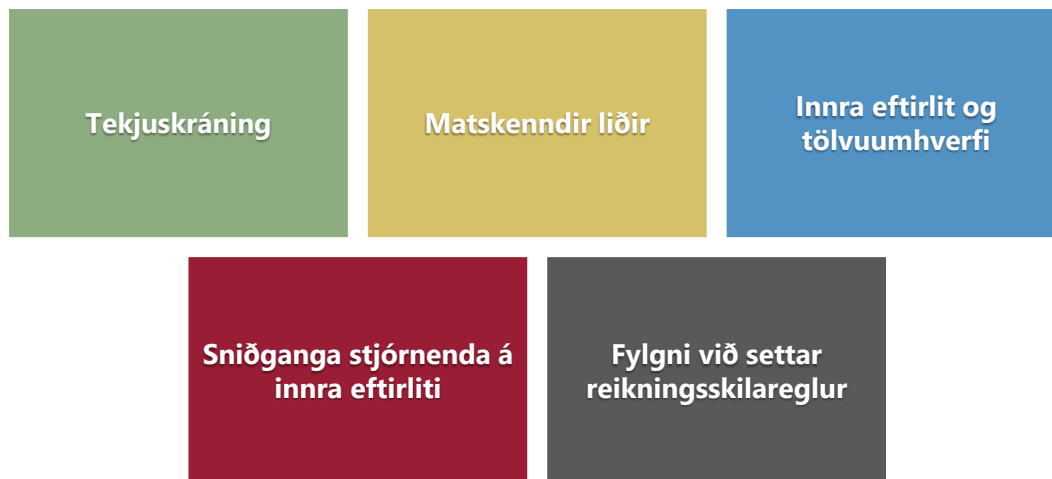 Tekjuskráning
Matskenndir liðir
Innra eftirlit og
tölvuumhverfi
Sniðganga stjórnenda á
innra eftirliti
Fylgni við settar
reikningsskilareglur